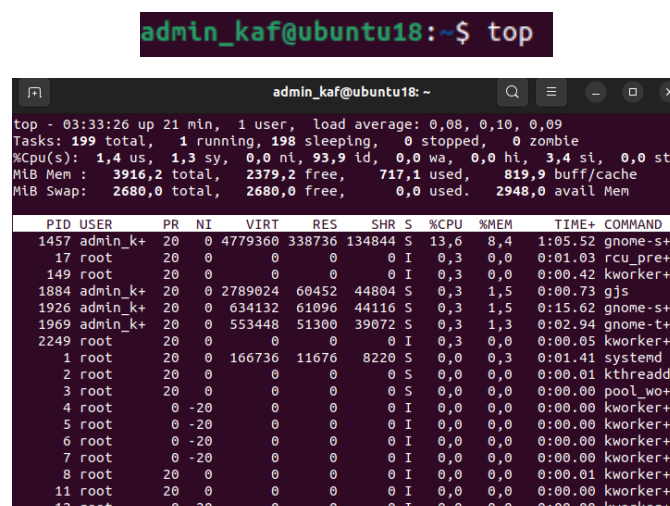 admin_kaf@ubuntu18:~$ top
admin_kaf@ubuntu18: ~
top - 03:33:26 up 21 min,  1 user,  load average: 0,08, 0,10, 0,09
Tasks: 199 total,   1 running, 198 sleeping,   0 stopped,   0 zombie
%Cpu(s):  1,4 us,  1,3 sy,  0,0 ni, 93,9 id,  0,0 wa,  0,0 hi,  3,4 si,  0,0 st
MiB Mem :   3916,2 total,   2379,2 free,    717,1 used,    819,9 buff/cache
MiB Swap:   2680,0 total,   2680,0 free,      0,0 used.   2948,0 avail Mem
PID USER      PR  NI    VIRT    RES    SHR S  %CPU  %MEM     TIME+ COMMAND
1457 admin_k+  20   0 4779360 338736 134844 S  13,6   8,4   1:05.52 gnome-s+
17 root      20   0       0      0      0 I   0,3   0,0   0:01.03 rcu_pre+
149 root      20   0       0      0      0 I   0,3   0,0   0:00.42 kworker+
1884 admin_k+  20   0 2789024  60452  44804 S   0,3   1,5   0:00.73 gjs
1926 admin_k+  20   0  634132  61096  44116 S   0,3   1,5   0:15.62 gnome-s+
1969 admin_k+  20   0  553448  51300  39072 S   0,3   1,3   0:02.94 gnome-t+
2249 root      20   0       0      0      0 I   0,3   0,0   0:00.05 kworker+
1 root      20   0  166736  11676   8220 S   0,0   0,3   0:01.41 systemd
2 root      20   0       0      0      0 S   0,0   0,0   0:00.01 kthreadd
3 root      20   0       0      0      0 S   0,0   0,0   0:00.00 pool_wo+
4 root       0 -20       0      0      0 I   0,0   0,0   0:00.00 kworker+
5 root       0 -20       0      0      0 I   0,0   0,0   0:00.00 kworker+
6 root       0 -20       0      0      0 I   0,0   0,0   0:00.00 kworker+
7 root       0 -20       0      0      0 I   0,0   0,0   0:00.00 kworker+
8 root      20   0       0      0      0 I   0,0   0,0   0:00.01 kworker+
11 root      20   0       0      0      0 I   0,0   0,0   0:00.00 kworker+